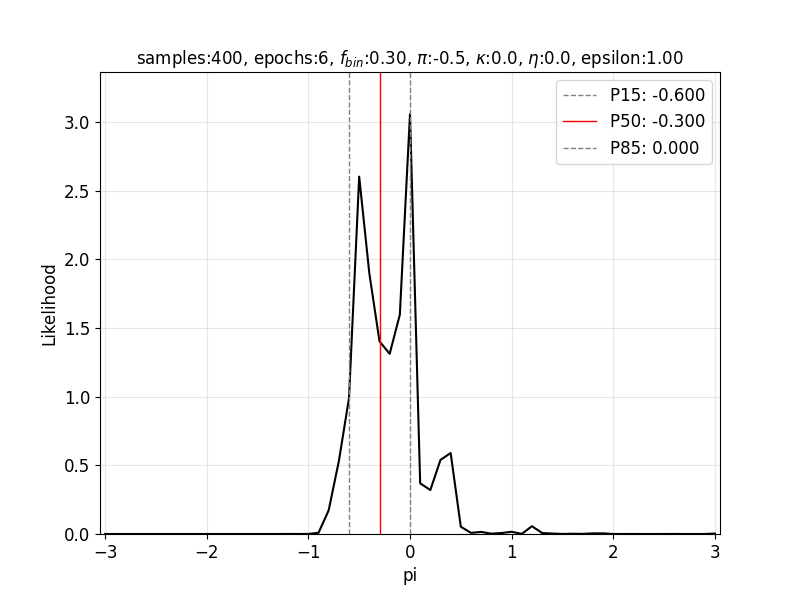 samples:400, epochs:6, f_bin:0.30, π:-0.5, κ:0.0, η:0.0, epsilon:1.00
P15: -0.600
P50: -0.300
P85: 0.000
Likelihood
3.0
2.5
2.0
1.5
1.0
0.5
0.0
−3 −2 −1 0 1 2 3
pi